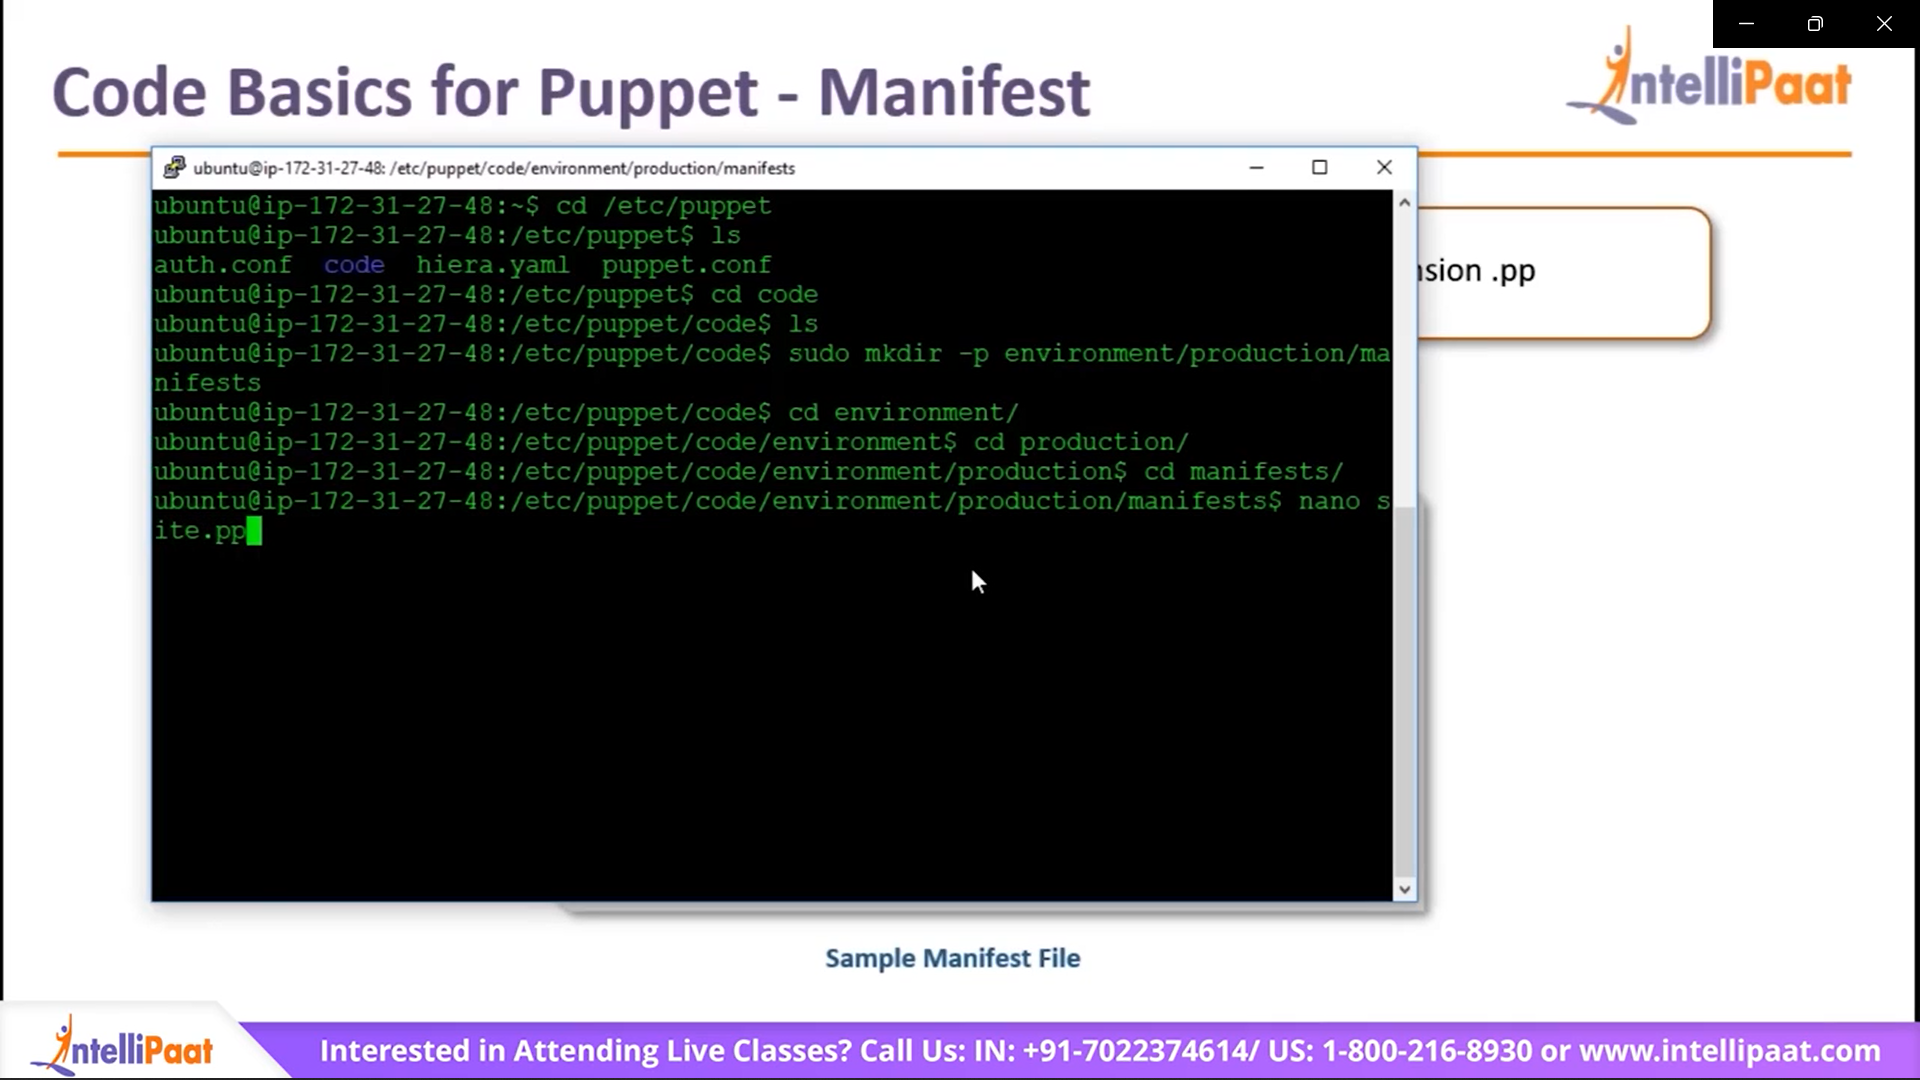 Code Basics for Puppet - Manifest
IntelliPaat
ubuntu@ip-172-31-27-48: /etc/puppet/code/environment/production/manifests
ubuntu@ip-172-31-27-48:~$ cd /etc/puppet
ubuntu@ip-172-31-27-48:/etc/puppet$ ls
auth.conf  code  hiera.yaml  puppet.conf
ubuntu@ip-172-31-27-48:/etc/puppet$ cd code
ubuntu@ip-172-31-27-48:/etc/puppet/code$ ls
ubuntu@ip-172-31-27-48:/etc/puppet/code$ sudo mkdir -p environment/production/ma
nifests
ubuntu@ip-172-31-27-48:/etc/puppet/code$ cd environment/
ubuntu@ip-172-31-27-48:/etc/puppet/code/environment$ cd production/
ubuntu@ip-172-31-27-48:/etc/puppet/code/environment/production$ cd manifests/
ubuntu@ip-172-31-27-48:/etc/puppet/code/environment/production/manifests$ nano s
ite.pp
nsion .pp
Sample Manifest File
IntelliPaat
Interested in Attending Live Classes? Call Us: IN: +91-7022374614/ US: 1-800-216-8930 or www.intellipaat.com